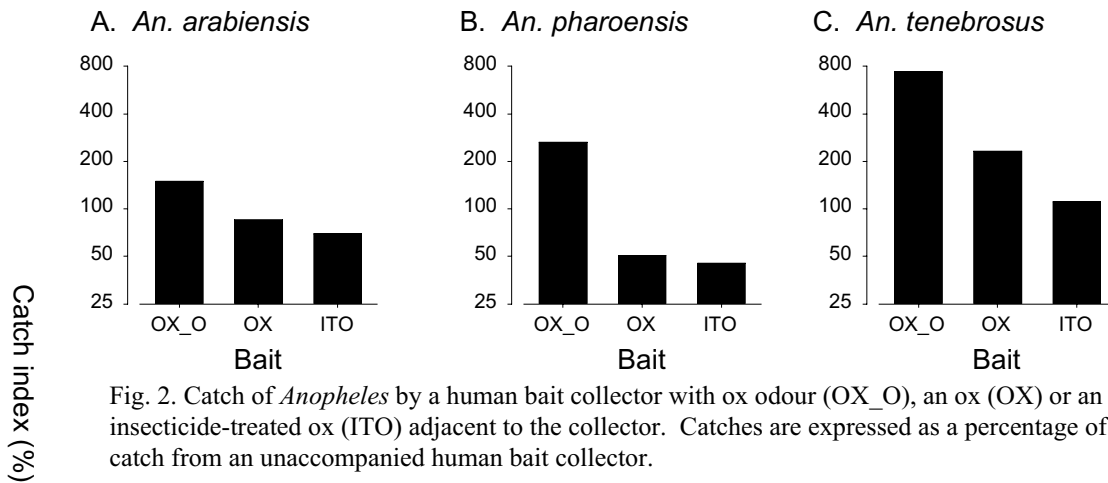 A. An. arabiensis
B. An. pharoensis
C. An. tenebrosus
800
400
200
100
50
25
OX_O OX ITO
Bait
800
400
200
100
50
25
OX_O OX ITO
Bait
800
400
200
100
50
25
OX_O OX ITO
Bait
Catch index (%)
Fig. 2. Catch of Anopheles by a human bait collector with ox odour (OX_O), an ox (OX) or an
insecticide-treated ox (ITO) adjacent to the collector. Catches are expressed as a percentage of
catch from an unaccompanied human bait collector.